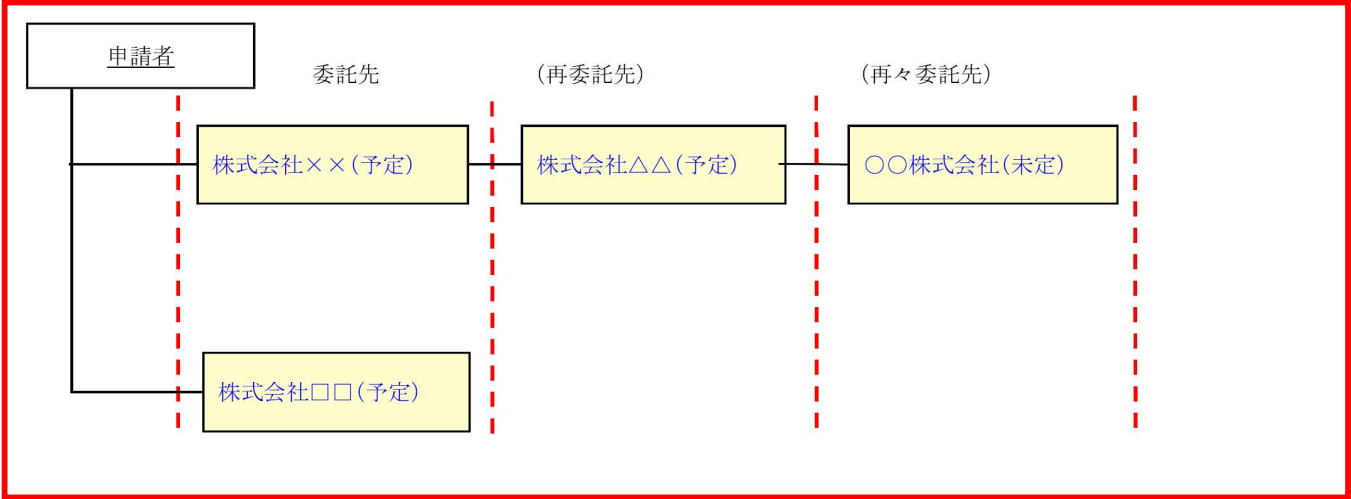 申請者
委託先
(再委託先)
(再々委託先)
株式会社××(予定)
株式会社△△(予定)
○○株式会社(未定)
株式会社□□(予定)